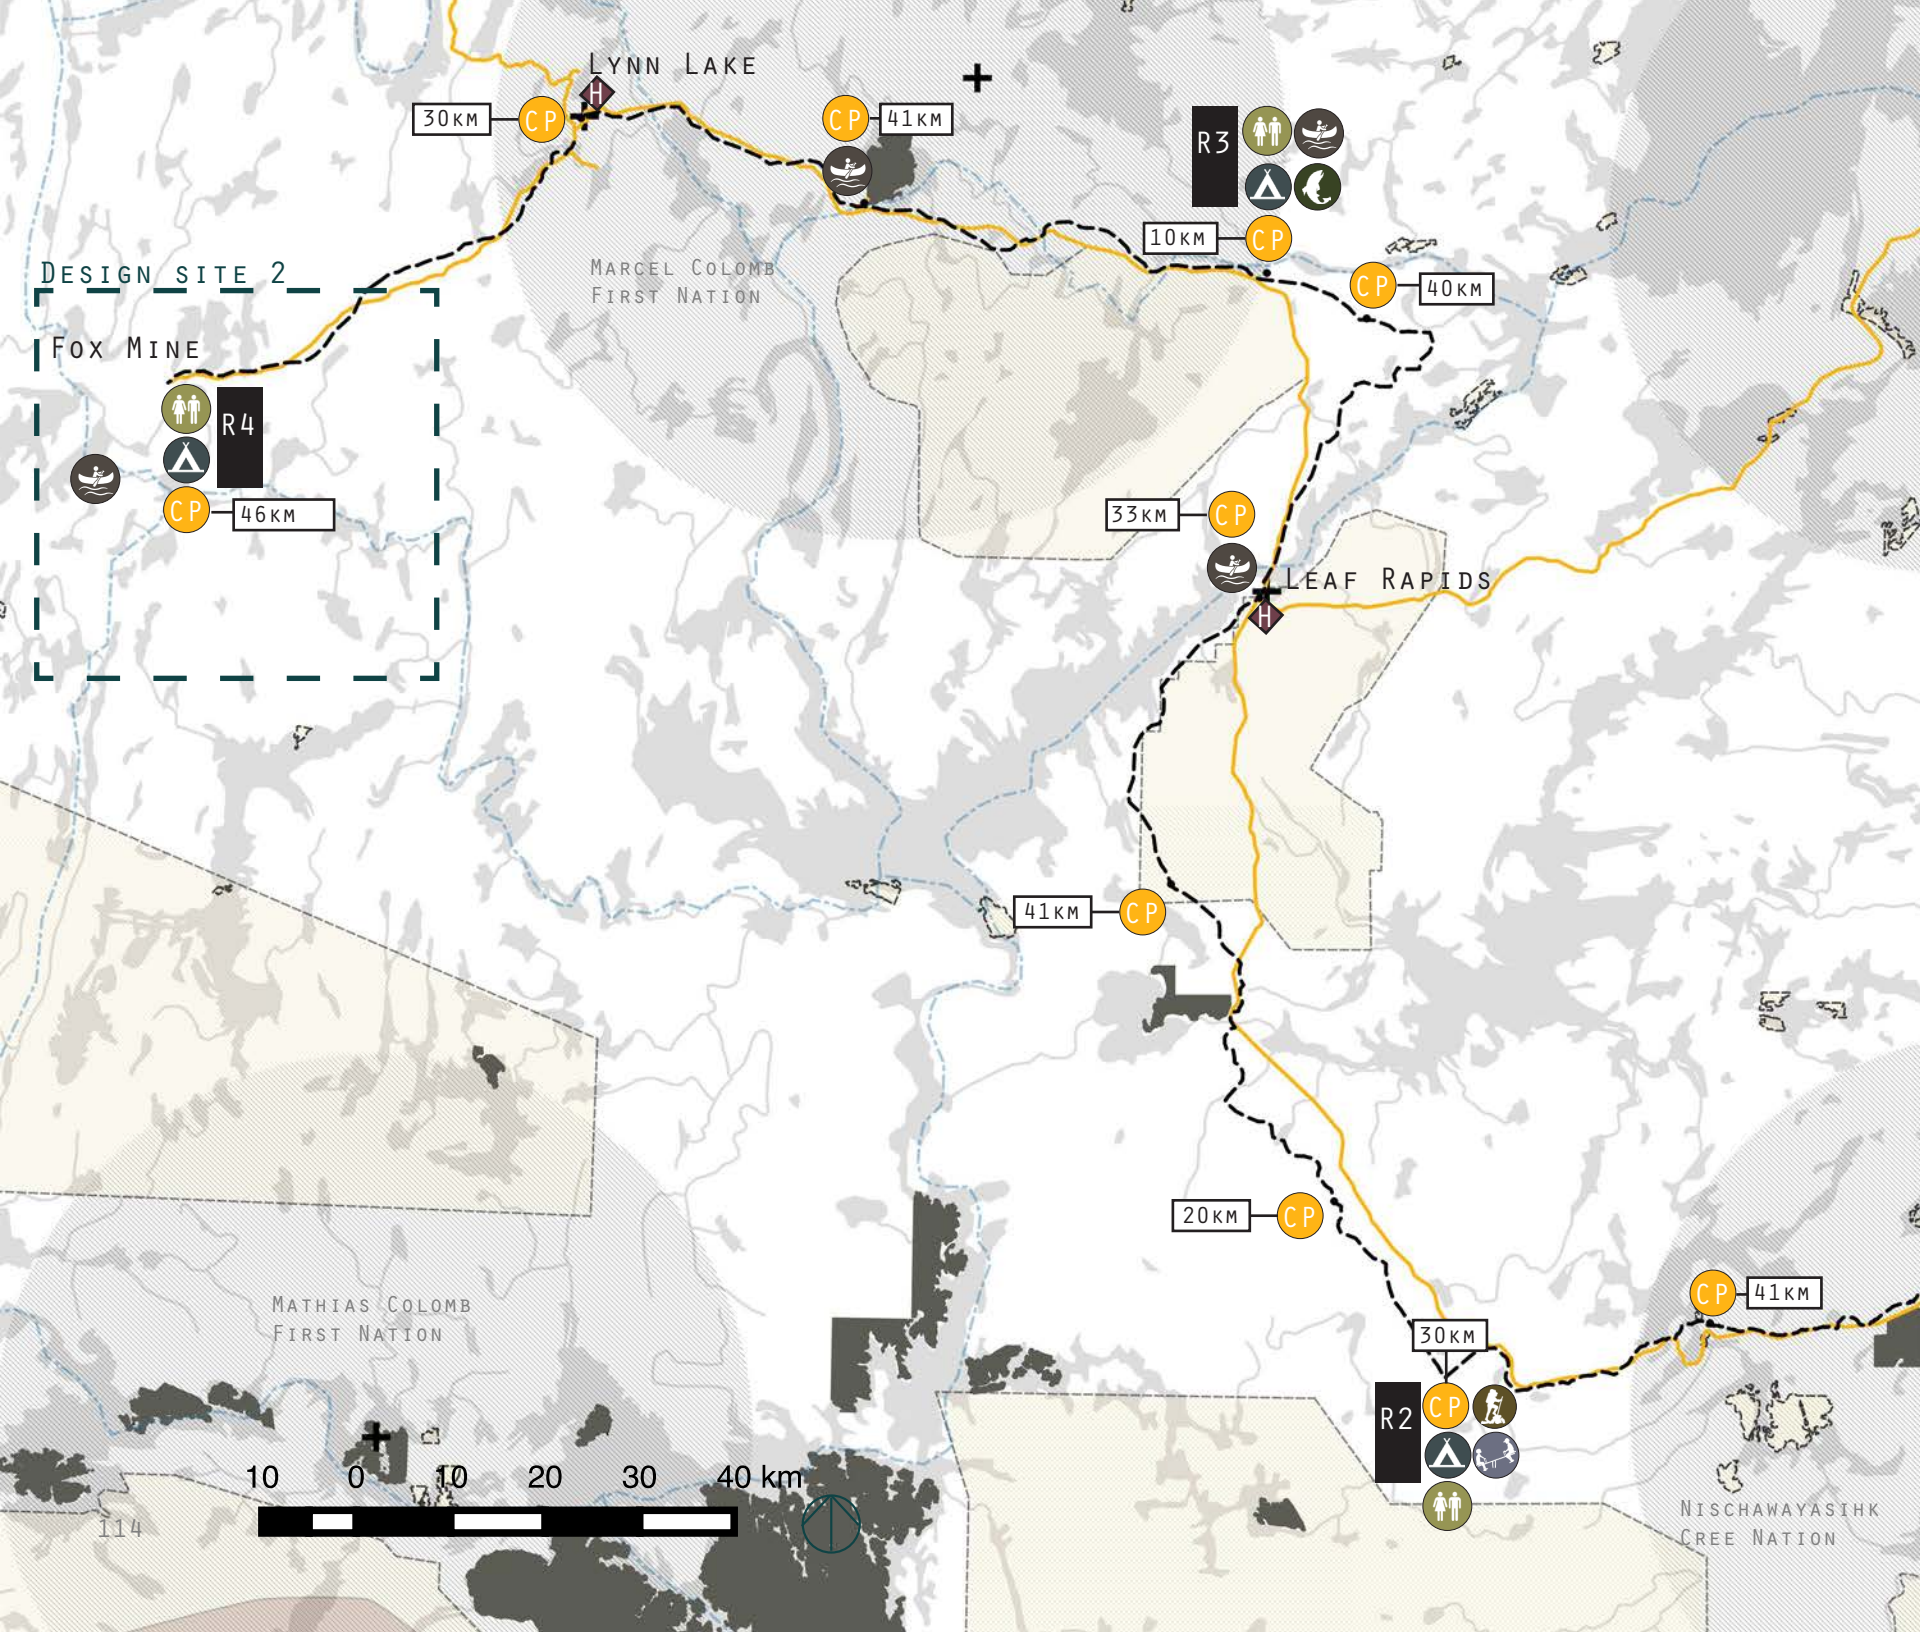 LYNN LAKE
H
30KM
CP
CP
41KM
R3
10KM
CP
CP
40KM
MARCEL COLOMB
FIRST NATION
DESIGN SITE 2
FOX MINE
R4
CP
46KM
33KM
CP
LEAF RAPIDS
H
41KM
CP
20KM
CP
CP
41KM
MATHIAS COLOMB
FIRST NATION
30KM
R2
CP
10 0 10 20 30 40 km
114
NISCHAWAYASIHK
CREE NATION